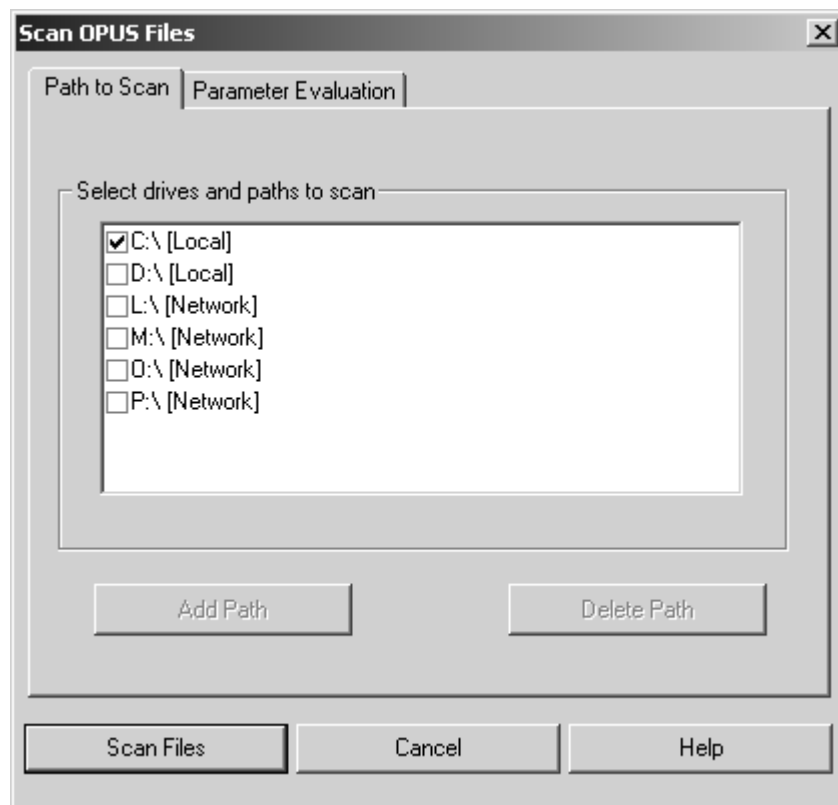 Scan OPUS Files
Path to Scan Parameter Evaluation
Select drives and paths to scan
C:\ [Local]
D:\ [Local]
L:\ [Network]
M:\ [Network]
O:\ [Network]
P:\ [Network]
Add Path Delete Path
Scan Files Cancel Help